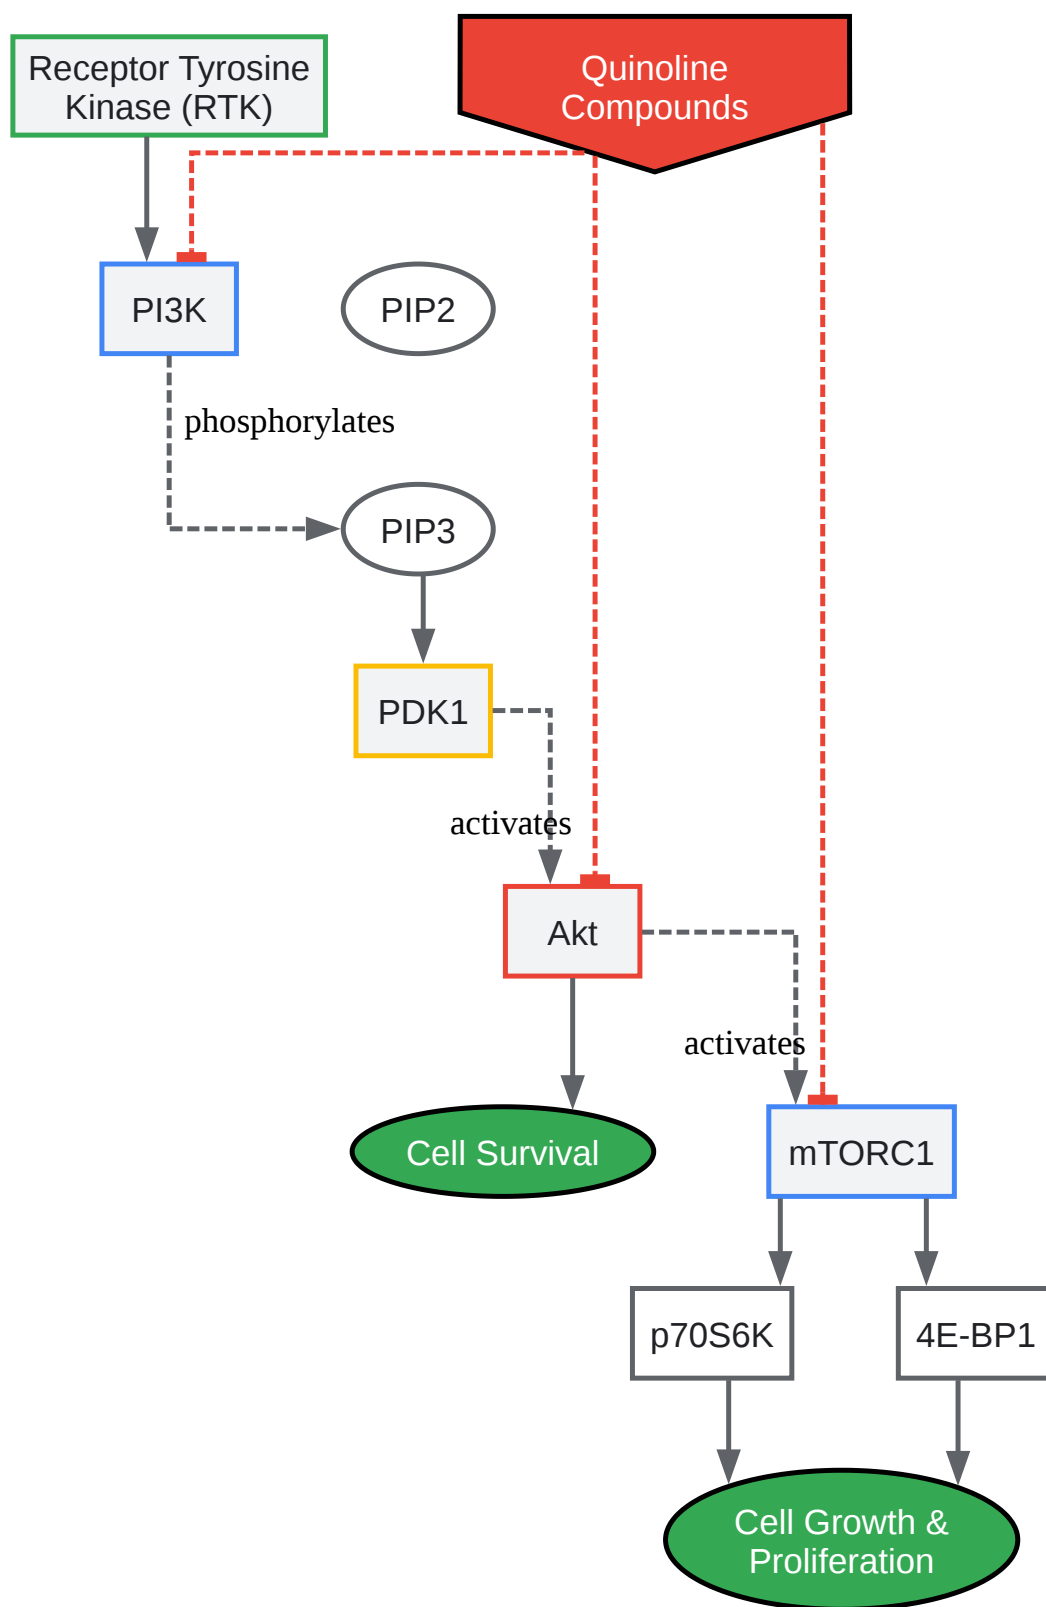 Receptor Tyrosine
Kinase (RTK)
Quinoline
Compounds
PI3K
PIP2
phosphorylates
PIP3
PDK1
activates
Akt
activates
Cell Survival
mTORC1
p70S6K
4E-BP1
Cell Growth &
Proliferation